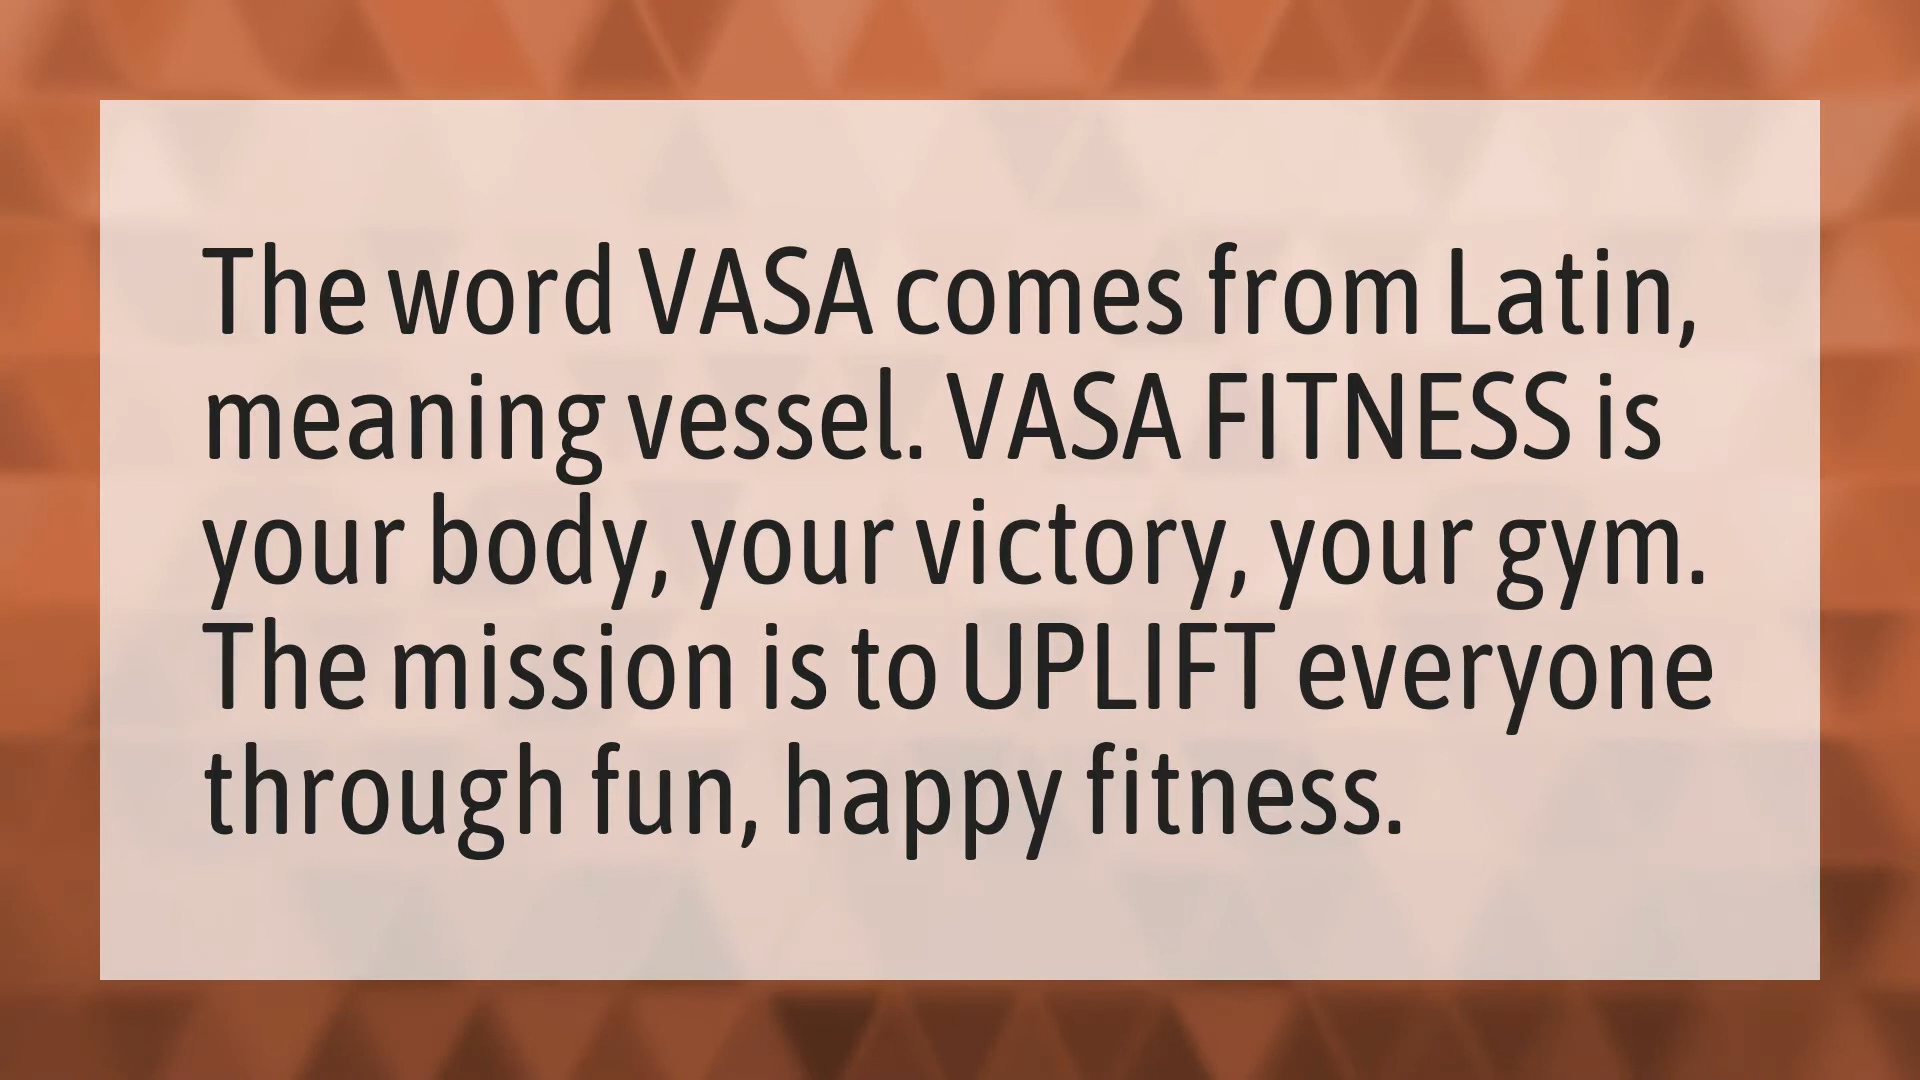 The word VASA comes from Latin,
meaning vessel. VASA FITNESS is
your body, your victory, your gym.
The mission is to UPLIFT everyone
through fun, happy fitness.